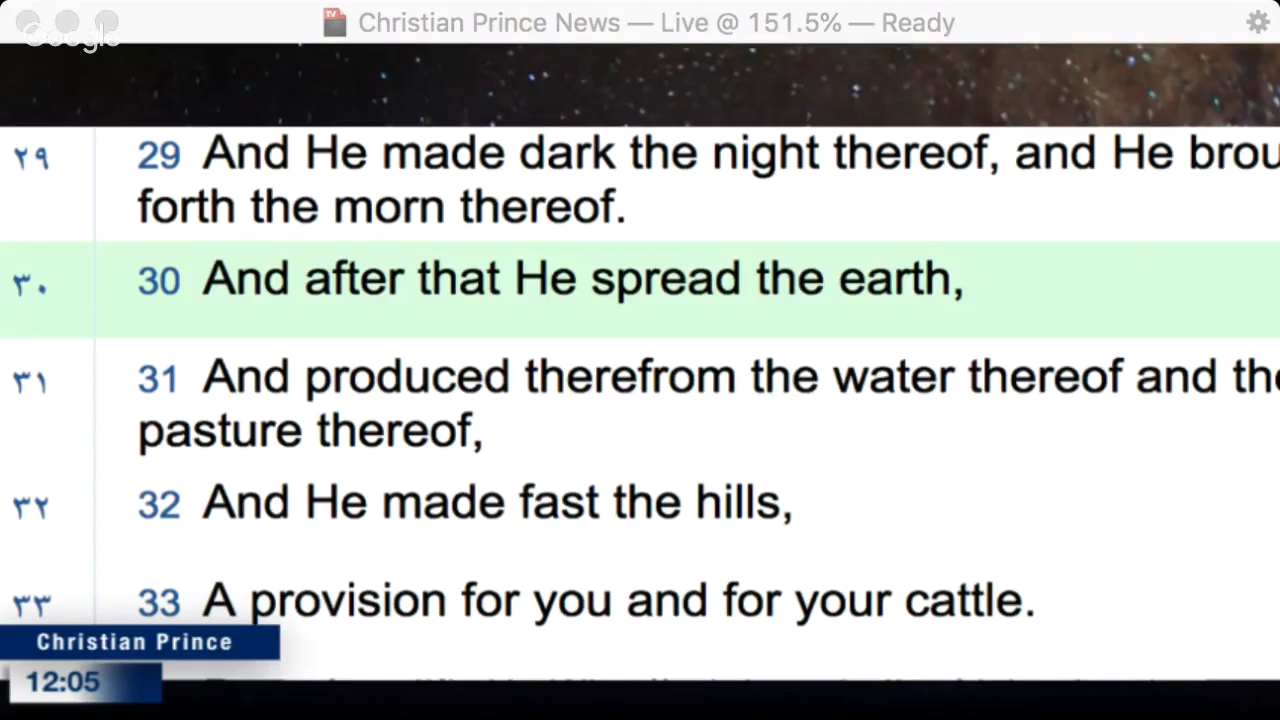 Google
Christian Prince News — Live @ 151.5% — Ready
٢٩ 29 And He made dark the night thereof, and He
forth the morn thereof.
٣٠ 30 And after that He spread the earth,
٣١ 31 And produced therefrom the water thereof and
pasture thereof,
٣٢ 32 And He made fast the hills,
٣٣ 33 A provision for you and for your cattle.
Christian Prince
12:05